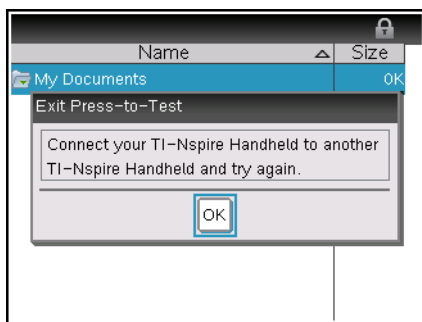 Name Size
My Documents 0K
Exit Press-to-Test
Connect your TI-Nspire Handheld to another
TI-Nspire Handheld and try again.
OK